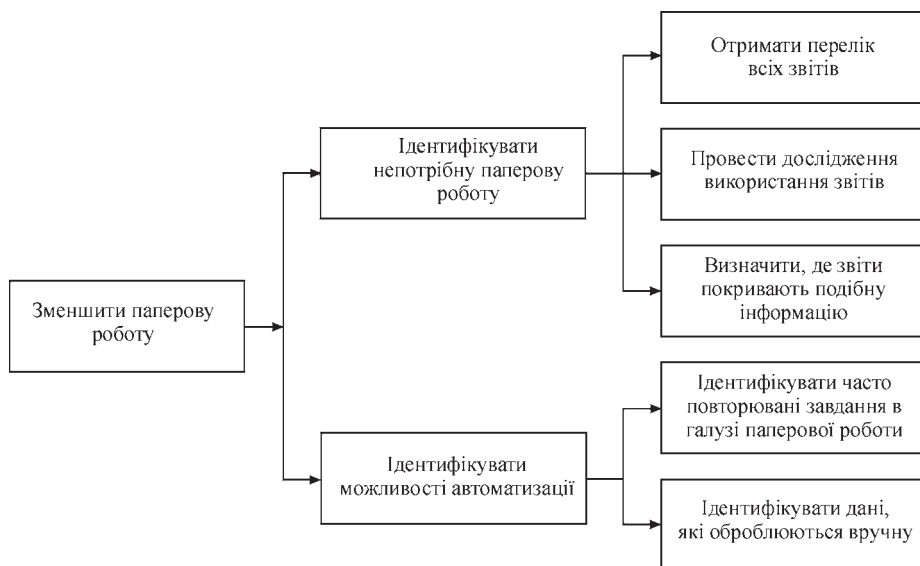 Зменшити паперову
роботу
Ідентифікувати
непотрібну паперову
роботу
Отримати перелік
всіх звітів
Провести дослідження
використання звітів
Визначити, де звіти
покривають подібну
інформацію
Ідентифікувати
можливості автоматизації
Ідентифікувати часто
повторювані завдання в
галузі паперової роботи
Ідентифікувати дані,
які оброблюються вручну